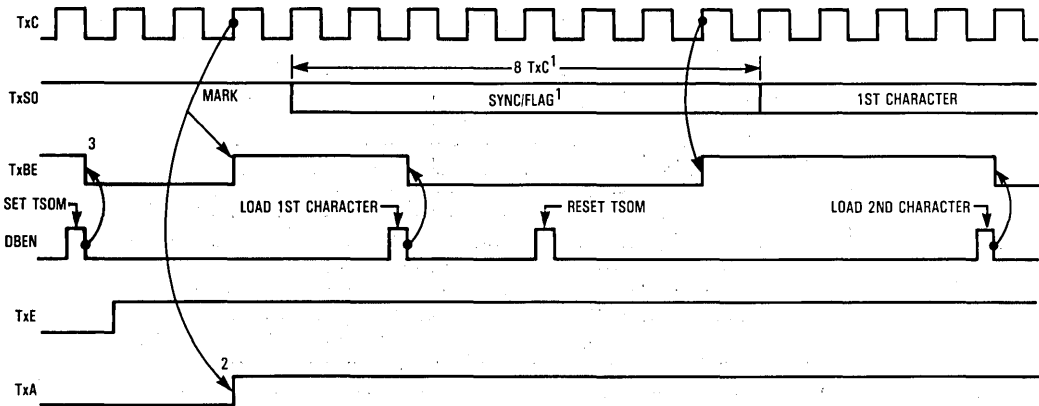 TxC
8 TxC¹
TxSO
MARK
SYNC/FLAG¹
1ST CHARACTER
3
TxBE
SET TSOM
LOAD 1ST CHARACTER
RESET TSOM
LOAD 2ND CHARACTER
DBEN
TxE
2
TxA